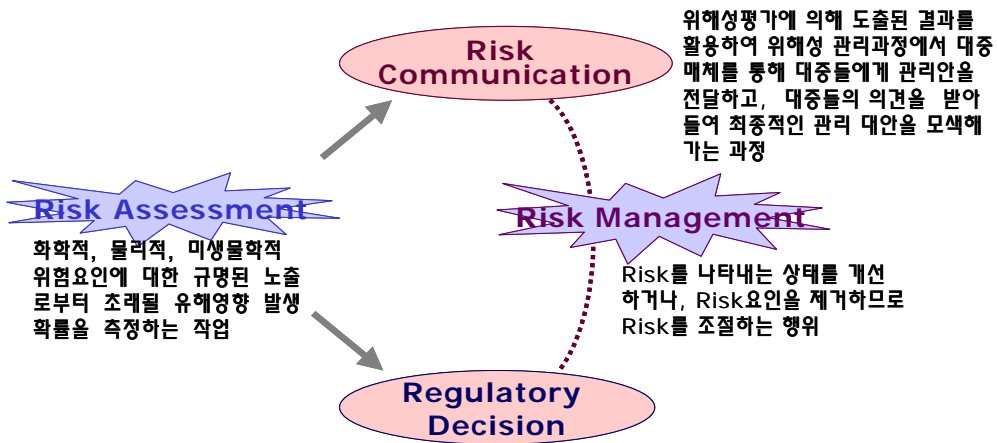 Risk
Communication
위해성평가에 의해 도출된 결과를
활용하여 위해성 관리과정에서 대중
매체를 통해 대중들에게 관리안을
전달하고, 대중들의 의견을 받아
들여 최종적인 관리 대안을 모색해
가는 과정
Risk Assessment
화학적, 물리적, 미생물학적
위험요인에 대한 규명된 노출
로부터 초래될 유해영향 발생
확률을 측정하는 작업
Risk Management
Risk를 나타내는 상태를 개선
하거나, Risk요인을 제거하므로
Risk를 조절하는 행위
Regulatory
Decision